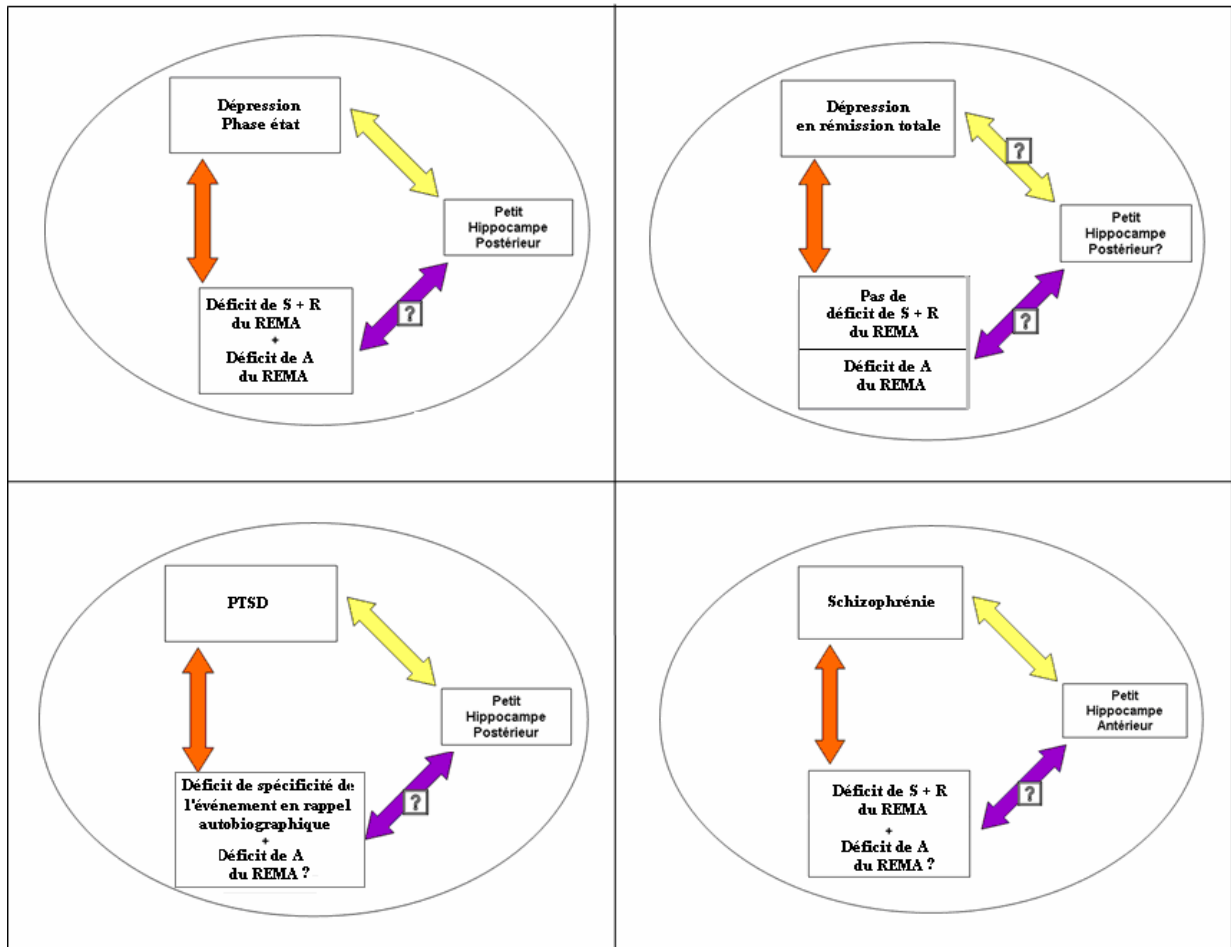 Dépression
Phase état
Petit
Hippocampe
Postérieur
?
Déficit de S + R
du REMA
+
Déficit de A
du REMA
Dépression
en rémission totale
?
Petit
Hippocampe
Postérieur?
?
Pas de
déficit de S + R
du REMA
Déficit de A
du REMA
PTSD
Petit
Hippocampe
Postérieur
?
Déficit de spécificité de
l'événement en rappel
autobiographique
+
Déficit de A
du REMA ?
Schizophrénie
Petit
Hippocampe
Antérieur
?
Déficit de S + R
du REMA
+
Déficit de A
du REMA ?